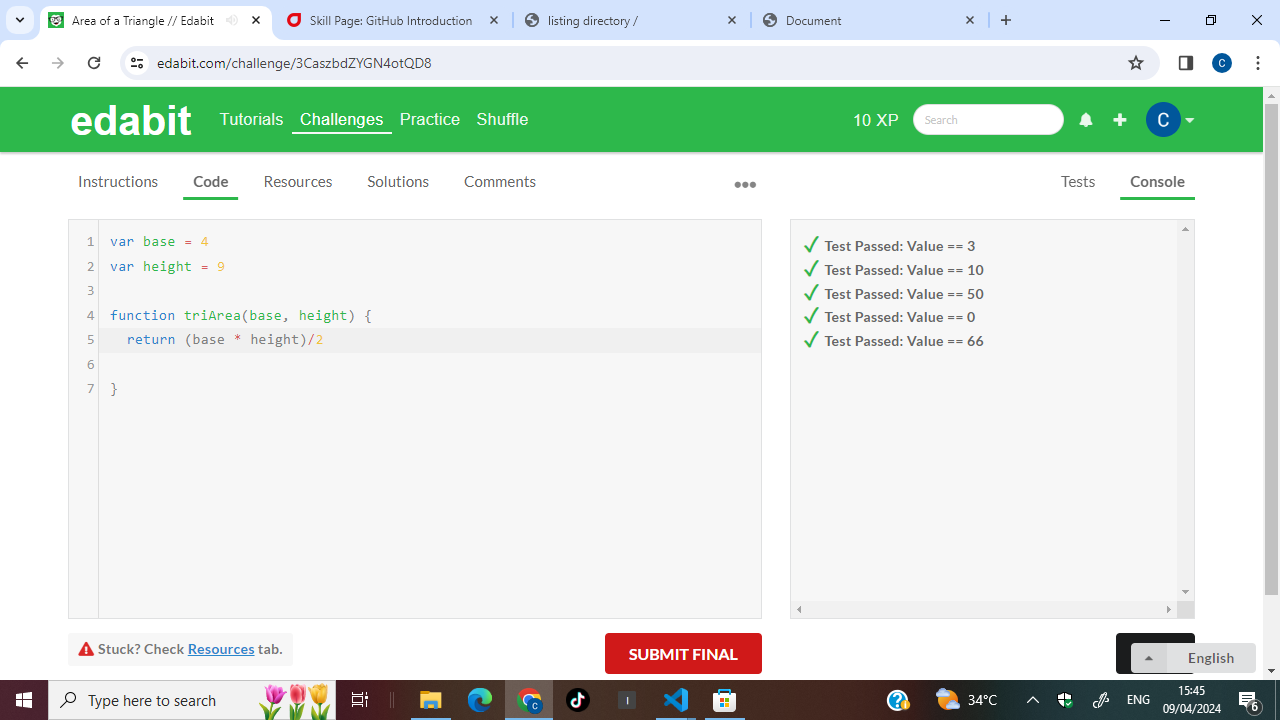 Area of a Triangle // Edabit
Skill Page: GitHub Introduction
listing directory /
Document
edabit.com/challenge/3CaszbdZYGN4otQD8
C
edabit
Tutorials
Challenges
Practice
Shuffle
10 XP
Search
C
Instructions
Code
Resources
Solutions
Comments
Tests
Console
1 var base = 4
2 var height = 9
3
4 function triArea(base, height) {
5 return (base * height)/2
6
7 }
Test Passed: Value == 3
Test Passed: Value == 10
Test Passed: Value == 50
Test Passed: Value == 0
Test Passed: Value == 66
Stuck? Check Resources tab.
SUBMIT FINAL
English
Type here to search
C
I
34°C
ENG
15:45
09/04/2024
6